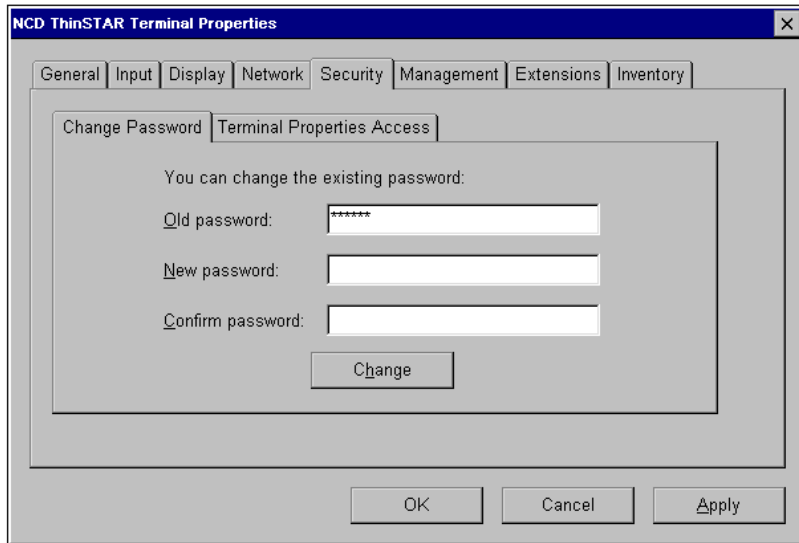 NCD ThinSTAR Terminal Properties
General Input Display Network Security Management Extensions Inventory
Change Password Terminal Properties Access
You can change the existing password:
Old password: ******
New password:
Confirm password:
Change
OK Cancel Apply